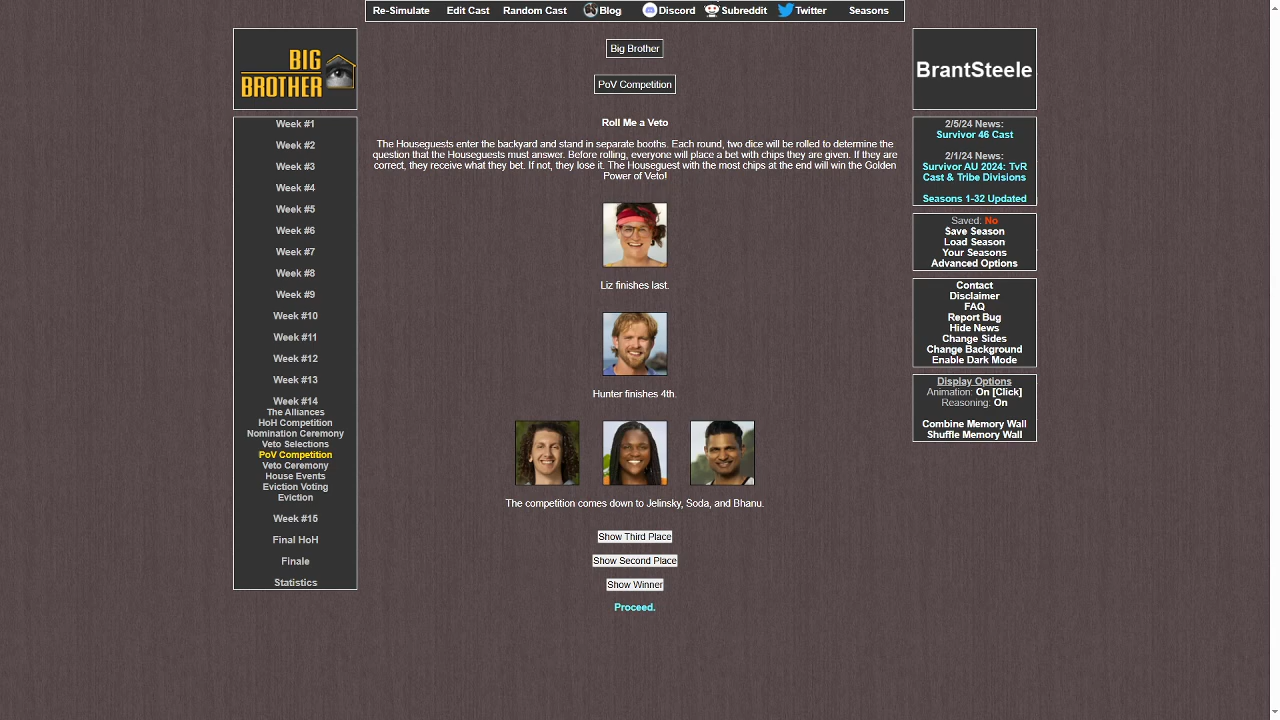 Re-Simulate Edit Cast Random Cast Blog Discord Subreddit Twitter Seasons
BIG
BROTHER
Week #1
Week #2
Week #3
Week #4
Week #5
Week #6
Week #7
Week #8
Week #9
Week #10
Week #11
Week #12
Week #13
Week #14
The Alliances
HoH Competition
Nomination Ceremony
Veto Selections
PoV Competition
Veto Ceremony
House Events
Eviction Voting
Eviction
Week #15
Final HoH
Finale
Statistics
Big Brother
PoV Competition
Roll Me a Veto
The Houseguests enter the backyard and stand in separate booths. Each round, two dice will be rolled to determine the
question that the Houseguests must answer. Before rolling, everyone will place a bet with chips they are given. If they are
correct, they receive what they bet. If not, they lose it. The Houseguest with the most chips at the end will win the Golden
Power of Veto!
Liz finishes last.
Hunter finishes 4th.
The competition comes down to Jelinsky, Soda, and Bhanu.
Show Third Place
Show Second Place
Show Winner
Proceed.
BrantSteele
2/5/24 News:
Survivor 46 Cast
2/1/24 News:
Survivor AU 2024: TvR
Cast & Tribe Divisions
Seasons 1-32 Updated
Saved: No
Save Season
Load Season
Your Seasons
Advanced Options
Contact
Disclaimer
FAQ
Report Bug
Hide News
Change Sides
Change Background
Enable Dark Mode
Display Options
Animation: On [Click]
Reasoning: On
Combine Memory Wall
Shuffle Memory Wall